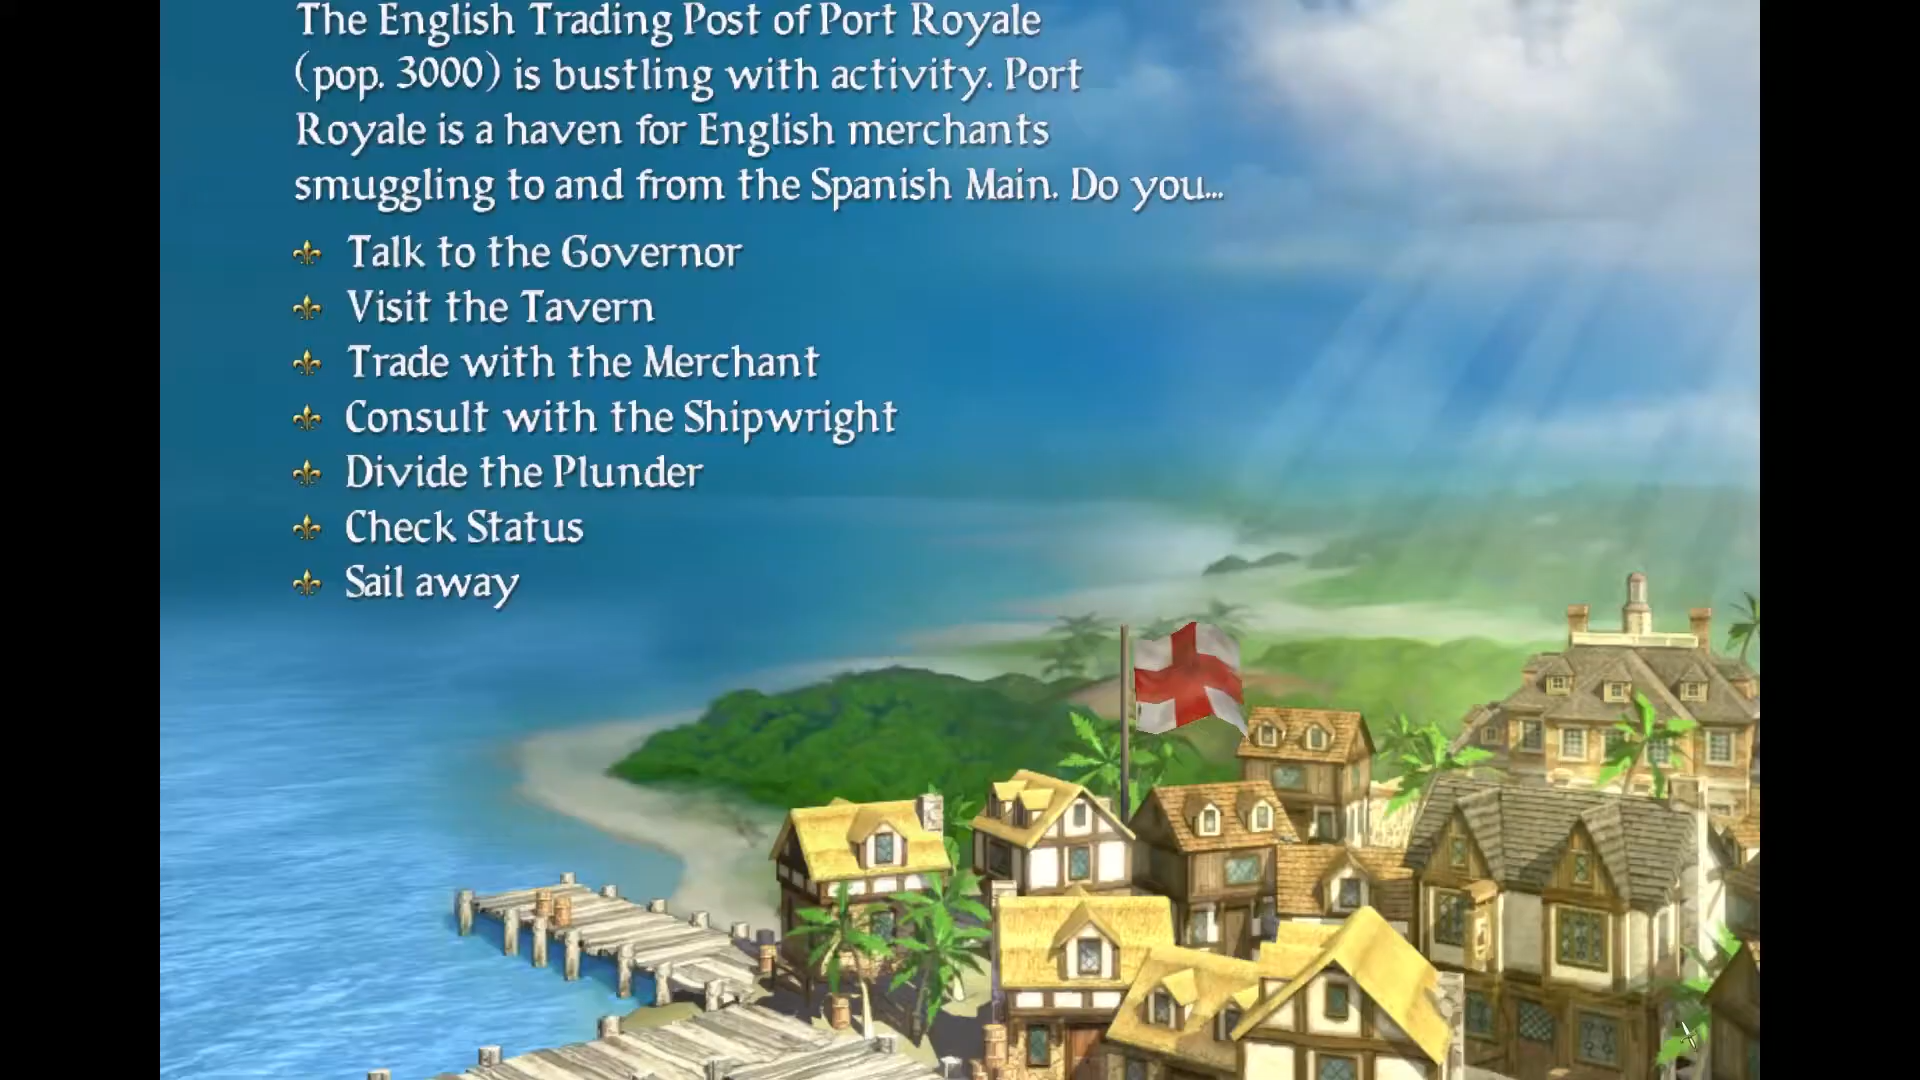 The English Trading Post of Port Royale
(pop. 3000) is bustling with activity. Port
Royale is a haven for English merchants
smuggling to and from the Spanish Main. Do you...
Talk to the Governor
Visit the Tavern
Trade with the Merchant
Consult with the Shipwright
Divide the Plunder
Check Status
Sail away